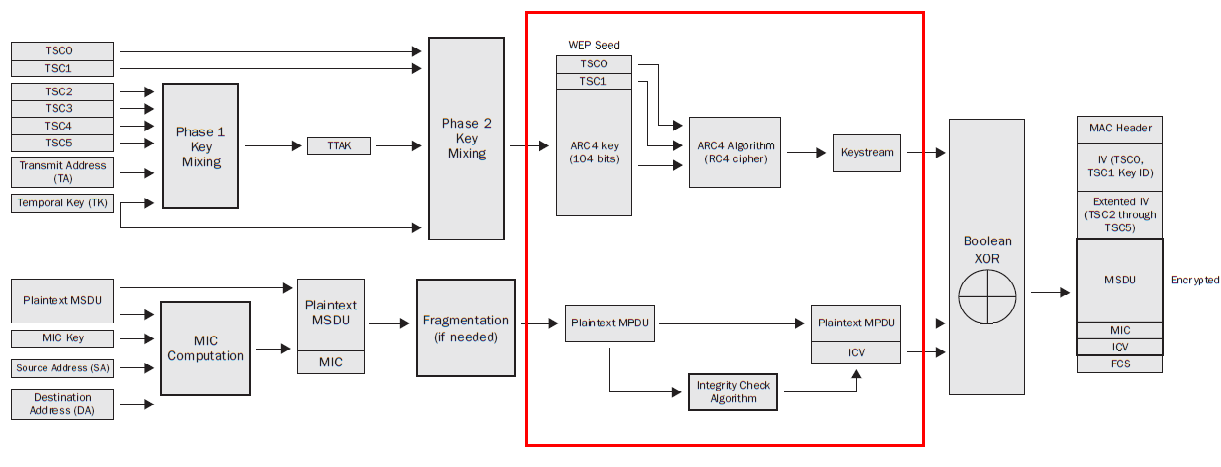 TSC0
TSC1
TSC2
TSC3
TSC4
TSC5
Transmit Address
(TA)
Temporal Key (TK)
Phase 1
Key
Mixing
TTAK
Phase 2
Key
Mixing
WEP Seed
TSC0
TSC1
ARC4 key
(104 bits)
ARC4 Algorithm
(RC4 cipher)
Keystream
Plaintext MSDU
MIC Key
Source Address (SA)
Destination
Address (DA)
MIC
Computation
Plaintext
MSDU
MIC
Fragmentation
(if needed)
Plaintext MPDU
Integrity Check
Algorithm
Plaintext MPDU
ICV
Boolean
XOR
MAC Header
IV (TSC0,
TSC1 Key ID)
Extented IV
(TSC2 through
TSC5)
MSDU
MIC
ICV
FCS
Encrypted